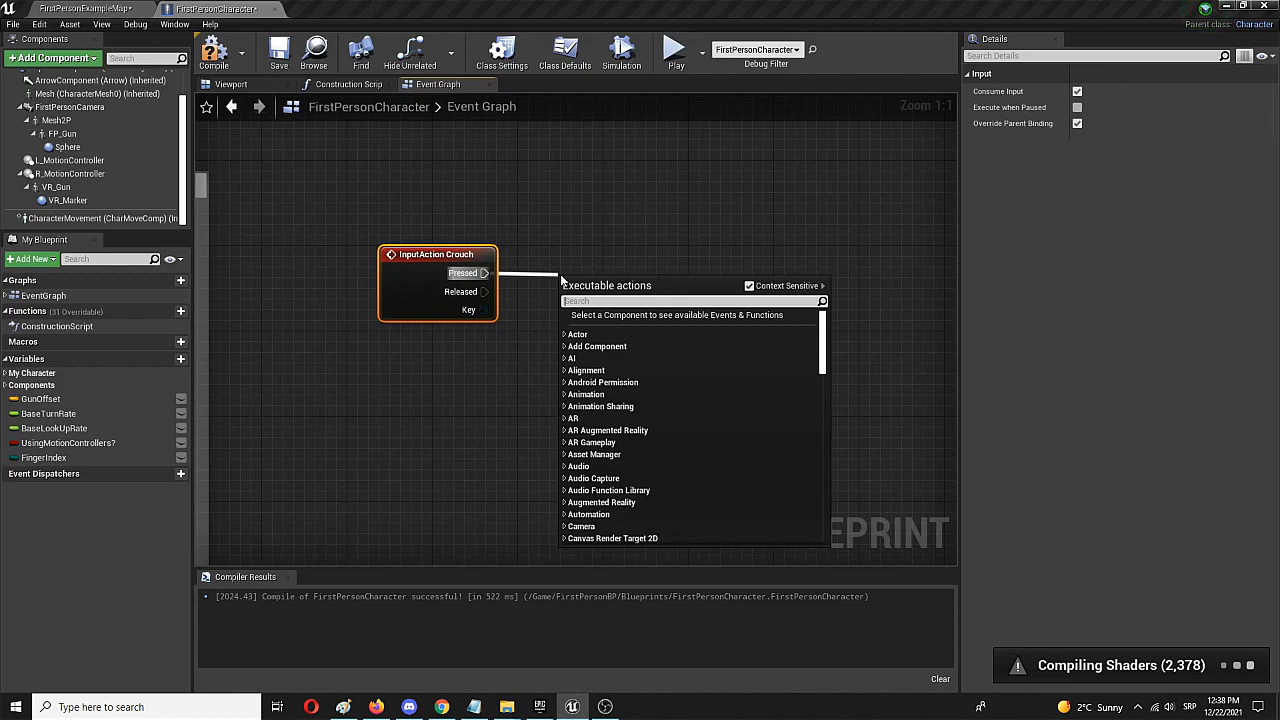 FirstPersonExampleMap*
FirstPersonCharacter*
File Edit Asset View Debug Window Help
Parent class: Character
Components
Details
+Add Component
Search
ArrowComponent (Arrow) (Inherited)
Mesh (CharacterMesh0) (Inherited)
FirstPersonCamera
Mesh2P
FP_Gun
Sphere
L_MotionController
R_MotionController
VR_Gun
VR_Marker
CharacterMovement (CharMoveComp) (In
My Blueprint
+Add New
Search
Graphs
EventGraph
Functions (31 Overridable)
ConstructionScript
Macros
Variables
My Character
Components
GunOffset
BaseTurnRate
BaseLookUpRate
UsingMotionControllers?
FingerIndex
Event Dispatchers
Compile
Save
Browse
Find
Hide Unrelated
Class Settings
Class Defaults
Simulation
Play
FirstPersonCharacter
Debug Filter
Viewport
Construction Scrip
Event Graph
FirstPersonCharacter > Event Graph
Zoom 1:1
InputAction Crouch
Pressed
Released
Key
Executable actions
Context Sensitive
Search
Select a Component to see available Events & Functions
Actor
Add Component
AI
Alignment
Android Permission
Animation
Animation Sharing
AR
AR Augmented Reality
AR Gameplay
Asset Manager
Audio
Audio Capture
Audio Function Library
Augmented Reality
Automation
Camera
Canvas Render Target 2D
EPRINT
Search Details
Input
Consume Input
Execute when Paused
Override Parent Binding
Compiler Results
[2024.43] Compile of FirstPersonCharacter successful! [in 522 ms] (/Game/FirstPersonBP/Blueprints/FirstPersonCharacter.FirstPersonCharacter)
Clear
Compiling Shaders (2,378)
Type here to search
2°C Sunny
SRP
12:38 PM
12/22/2021